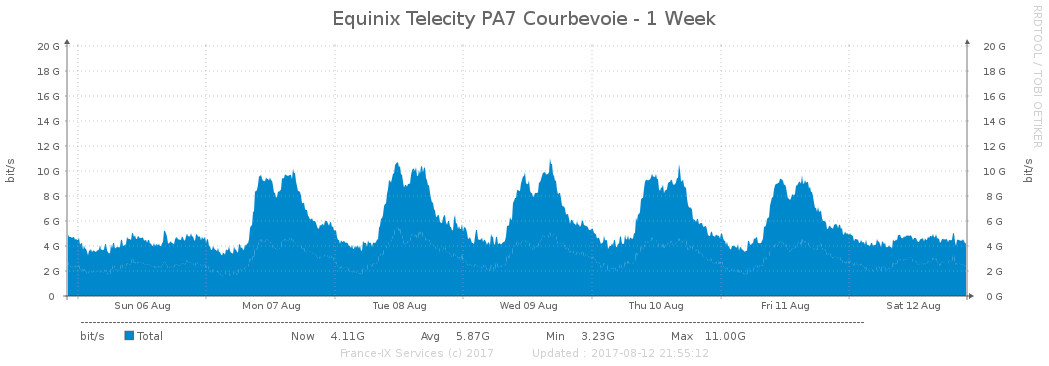 Equinix Telecity PA7 Courbevoie - 1 Week
RRDTOOL / TOBI OETIKER
20 G 20 G
18 G 18 G
16 G 16 G
14 G 14 G
12 G 12 G
10 G 10 G
8 G 8 G
6 G 6 G
4 G 4 G
2 G 2 G
0 0 G
bit/s
bit/s
Sun 06 Aug Mon 07 Aug Tue 08 Aug Wed 09 Aug Thu 10 Aug Fri 11 Aug Sat 12 Aug
bit/s Total Now 4.11G Avg 5.87G Min 3.23G Max 11.00G
France-IX Services (c) 2017 Updated : 2017-08-12 21:55:12